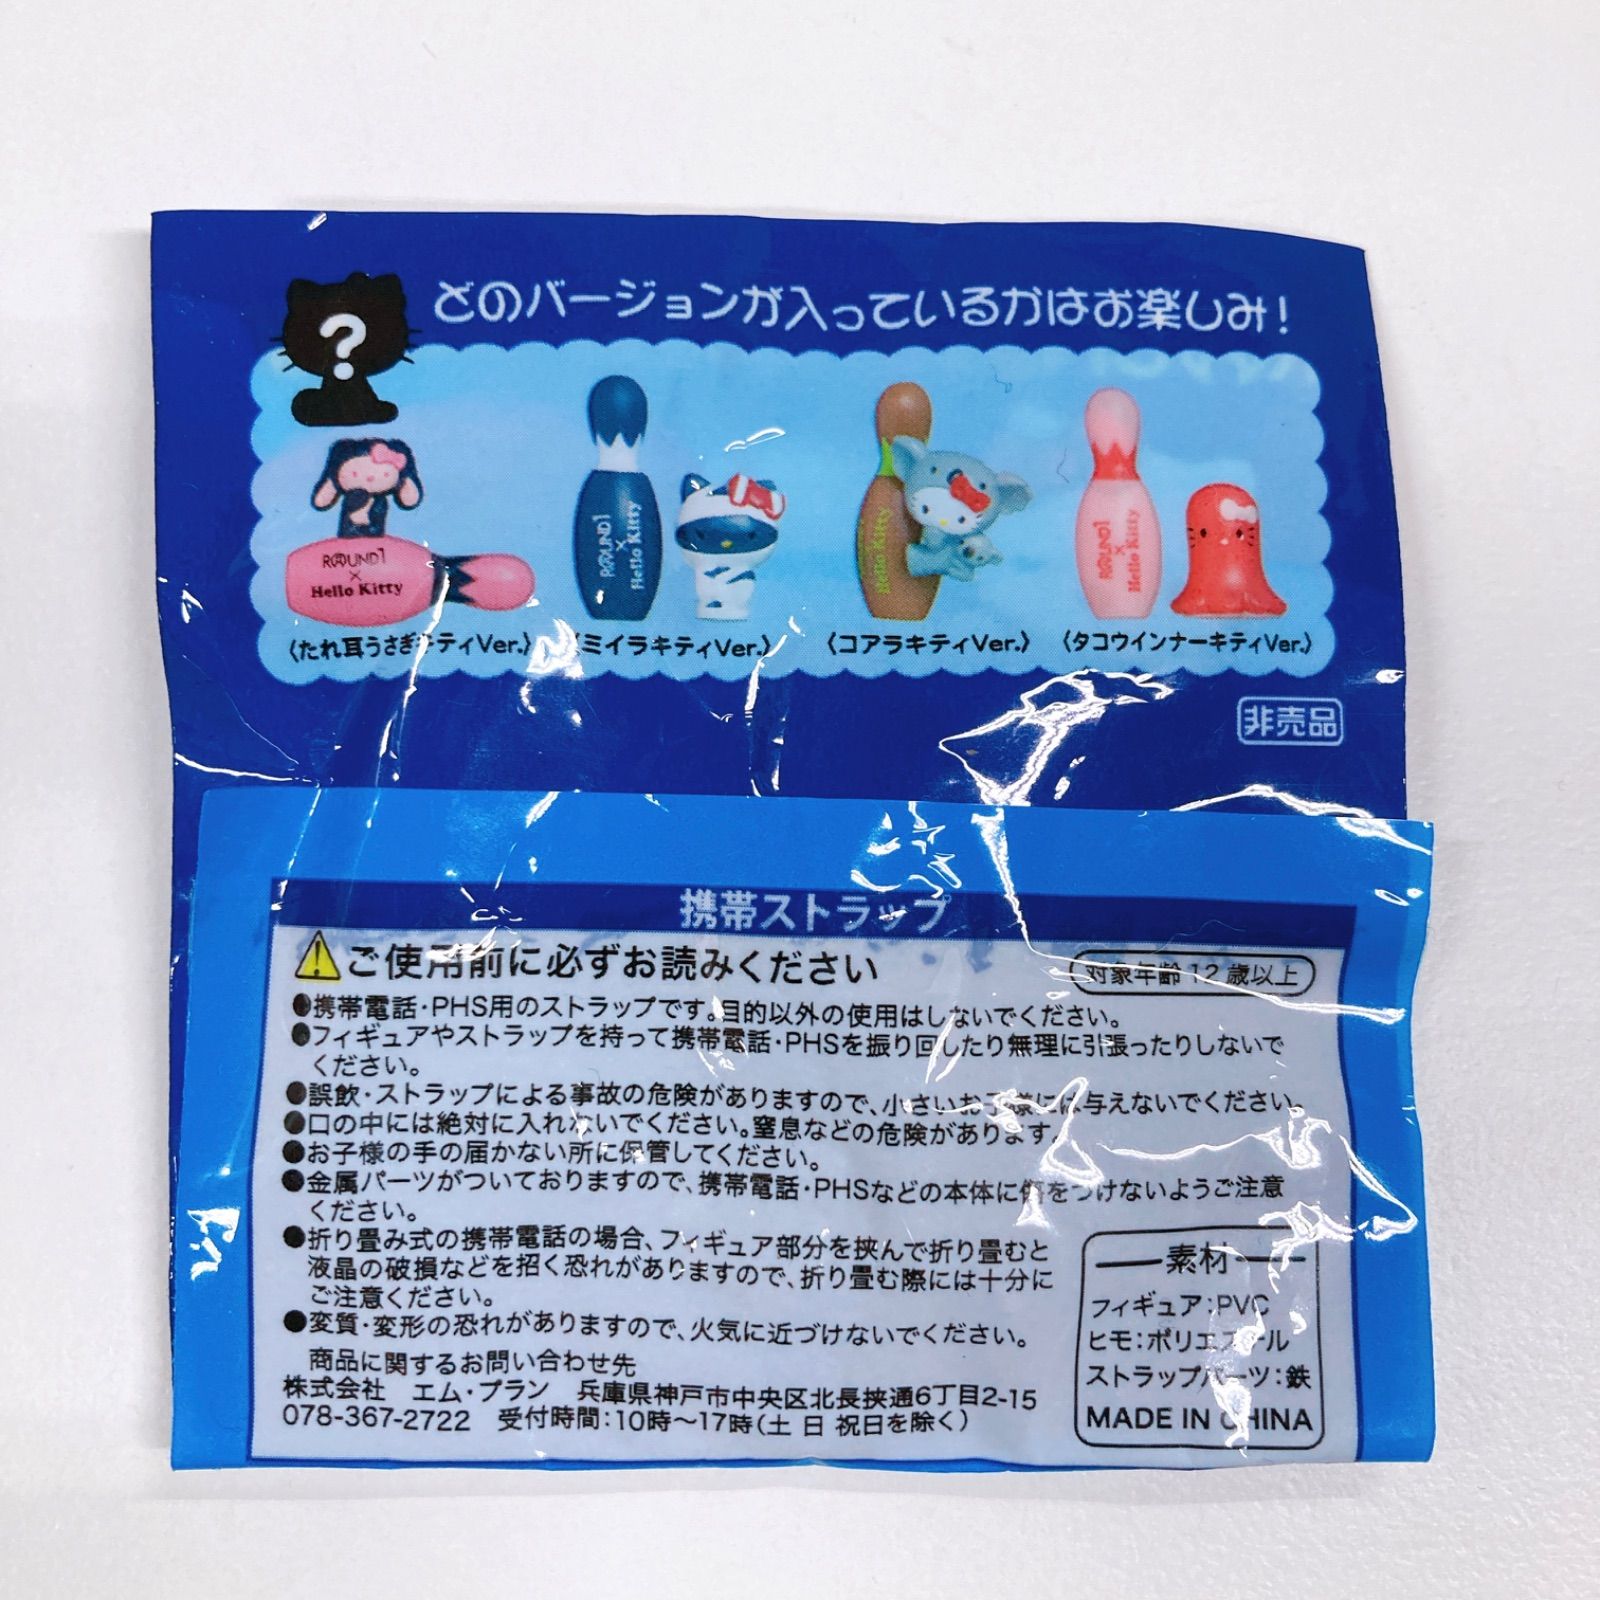 ?
どのバージョンが入っているかはお楽しみ!
ROUND1
×
Hello Kitty
ROUND1
×
Hello Kitty
Hello Kitty
ROUND1
×
Hello Kitty
〈たれ耳うさぎキティVer.〉
〈ミイラキティVer.〉
〈コアラキティVer.〉
〈タコウインナーキティVer.〉
非売品
携帯ストラップ
ご使用前に必ずお読みください
対象年齢12歳以上
●携帯電話・PHS用のストラップです。目的以外の使用はしないでください。
●フィギュアやストラップを持って携帯電話・PHSを振り回したり無理に引張ったりしないで
ください。
●誤飲・ストラップによる事故の危険がありますので、小さいお子様には与えないでください。
●口の中には絶対に入れないでください。窒息などの危険があります。
●お子様の手の届かない所に保管してください。
●金属パーツがついておりますので、携帯電話・PHSなどの本体に傷をつけないようご注意
ください。
●折り畳み式の携帯電話の場合、フィギュア部分を挟んで折り畳むと
液晶の破損などを招く恐れがありますので、折り畳む際には十分に
ご注意ください。
●変質・変形の恐れがありますので、火気に近づけないでください。
商品に関するお問い合わせ先
株式会社 エム・プラン 兵庫県神戸市中央区北長挟通6丁目2-15
078-367-2722 受付時間:10時〜17時(土 日 祝日を除く)
素材
フィギュア:PVC
ヒモ:ポリエステル
ストラップパーツ:鉄
MADE IN CHINA